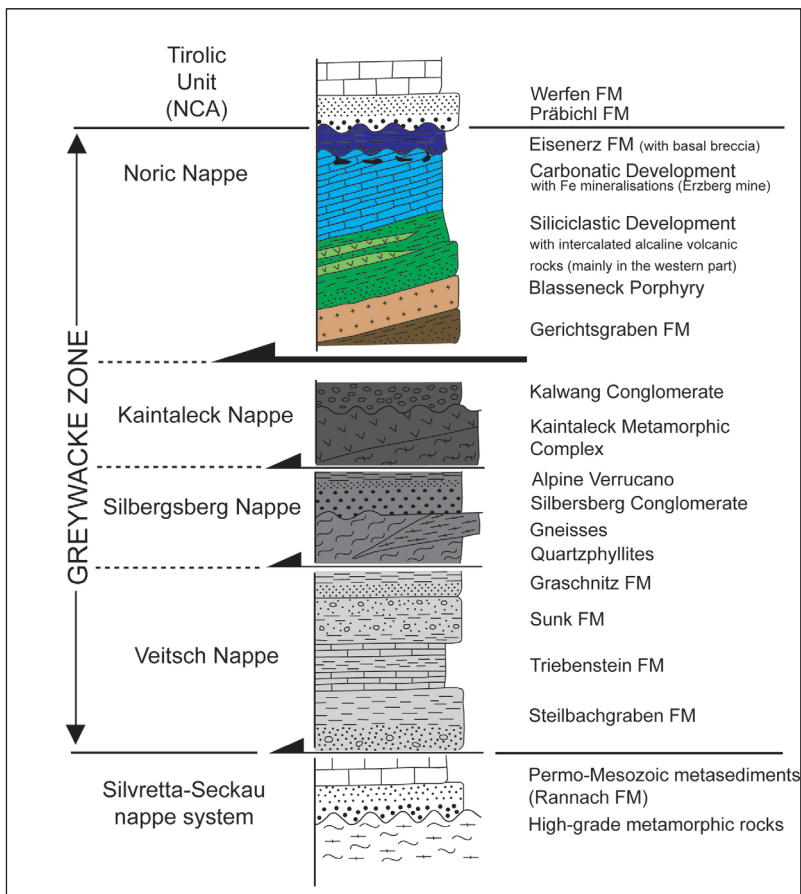 Tirolic
Unit
(NCA)
Werfen FM
Präbichl FM
GREYWACKE ZONE
Noric Nappe
Eisenerz FM (with basal breccia)
Carbonatic Development
with Fe mineralisations (Erzberg mine)
Siliciclastic Development
with intercalated alcaline volcanic
rocks (mainly in the western part)
Blasseneck Porphyry
Gerichtsgraben FM
Kaintaleck Nappe
Kalwang Conglomerate
Kaintaleck Metamorphic
Complex
Silbergsberg Nappe
Alpine Verrucano
Silbersberg Conglomerate
Gneisses
Quartzphyllites
Veitsch Nappe
Graschnitz FM
Sunk FM
Triebenstein FM
Steilbachgraben FM
Silvretta-Seckau
nappe system
Permo-Mesozoic metasediments
(Rannach FM)
High-grade metamorphic rocks